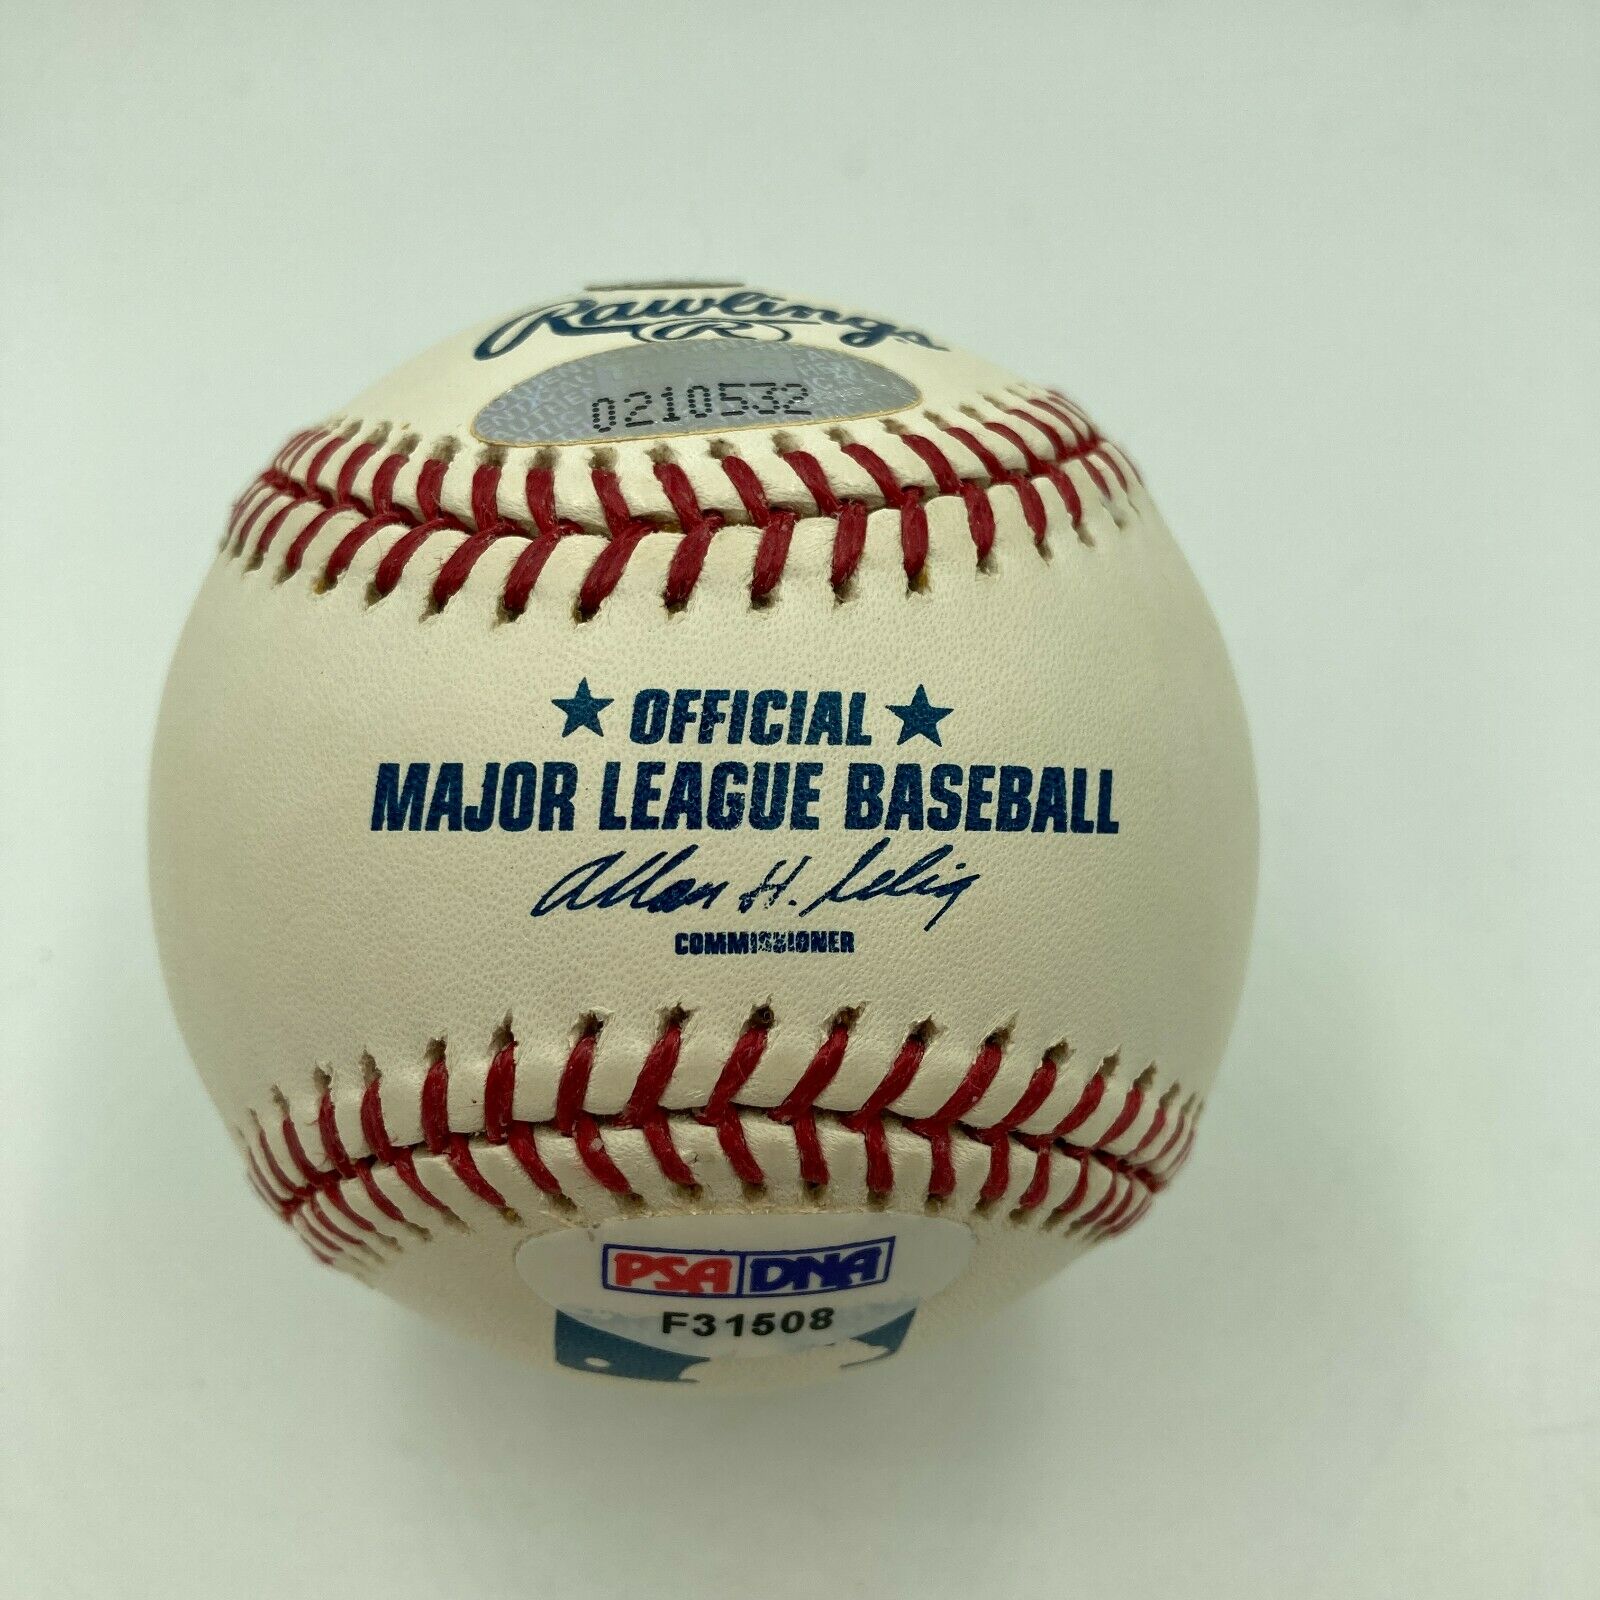 Rawlings
R
0210532
★ OFFICIAL ★
MAJOR LEAGUE BASEBALL
Allan H. Selig
COMMISSIONER
PSA DNA
F31508